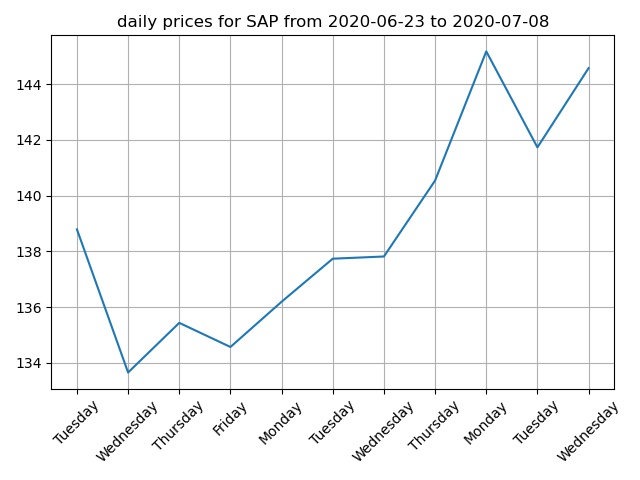 daily prices for SAP from 2020-06-23 to 2020-07-08
144
142
140
138
136
134
Tuesday
Wednesday
Thursday
Friday
Monday
Tuesday
Wednesday
Thursday
Monday
Tuesday
Wednesday